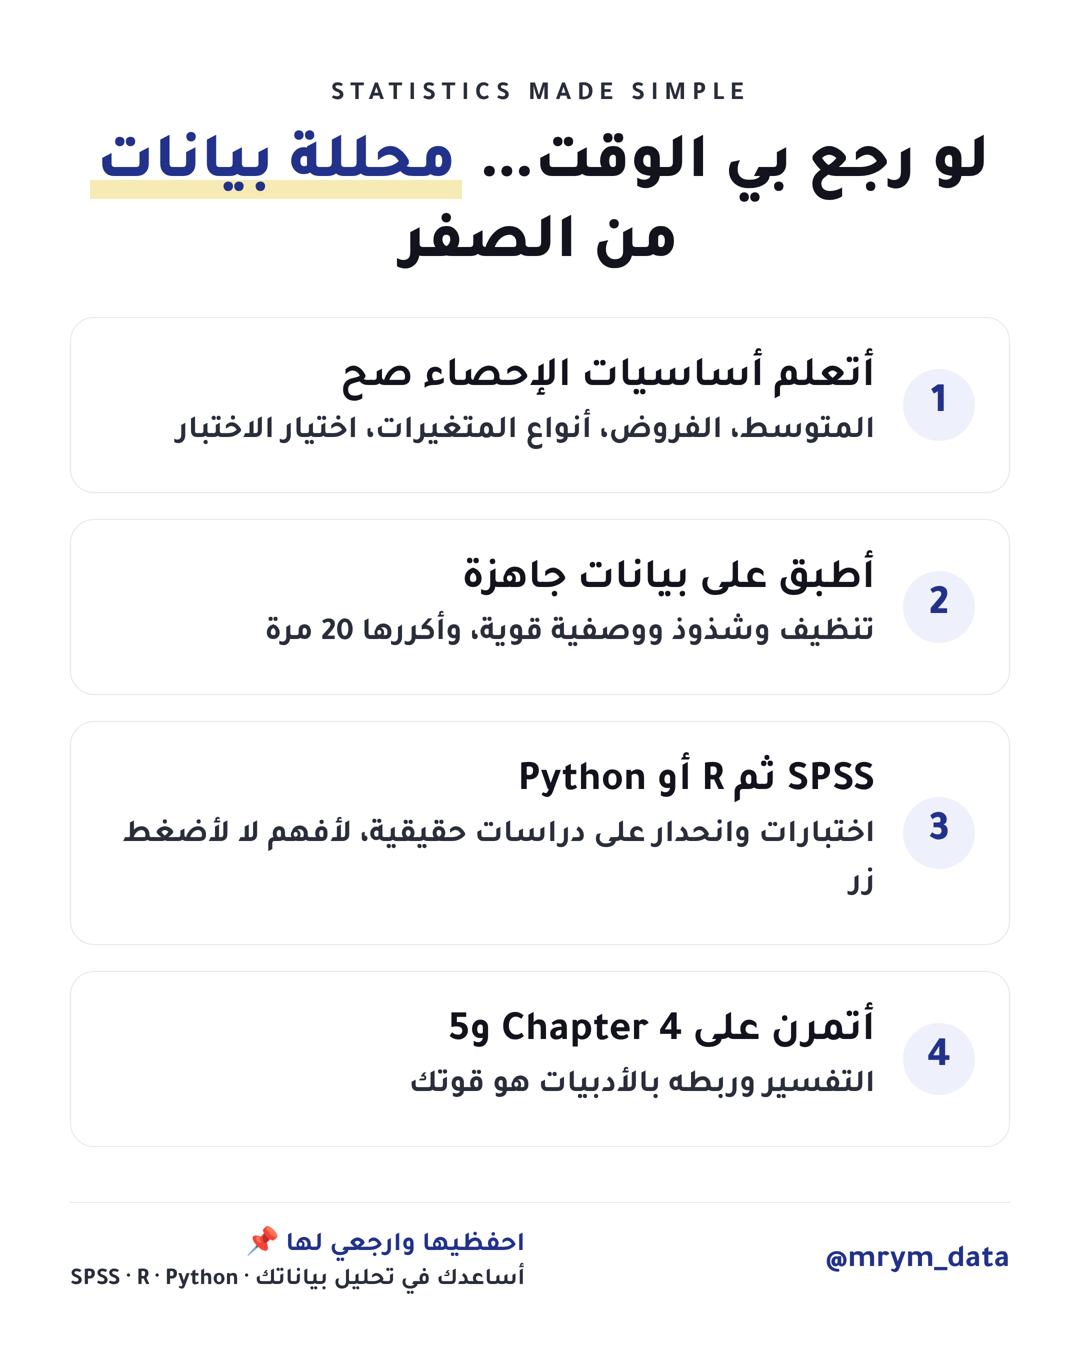 STATISTICS MADE SIMPLE
لو رجع بي الوقت... محللة بيانات
من الصفر
1
أتعلم أساسيات الإحصاء صح
المتوسط، الفروض، أنواع المتغيرات، اختيار الاختبار
2
أطبق على بيانات جاهزة
تنظيف وشذوذ ووصفية قوية، وأكررها 20 مرة
3
SPSS ثم R أو Python
اختبارات وانحدار على دراسات حقيقية، لأفهم لا لأضغط
زر
4
أتمرن على Chapter 4 و5
التفسير وربطه بالأدبيات هو قوتك
@mrym_data
احفظيها وارجعي لها 📌
أساعدك في تحليل بياناتك · SPSS · R · Python